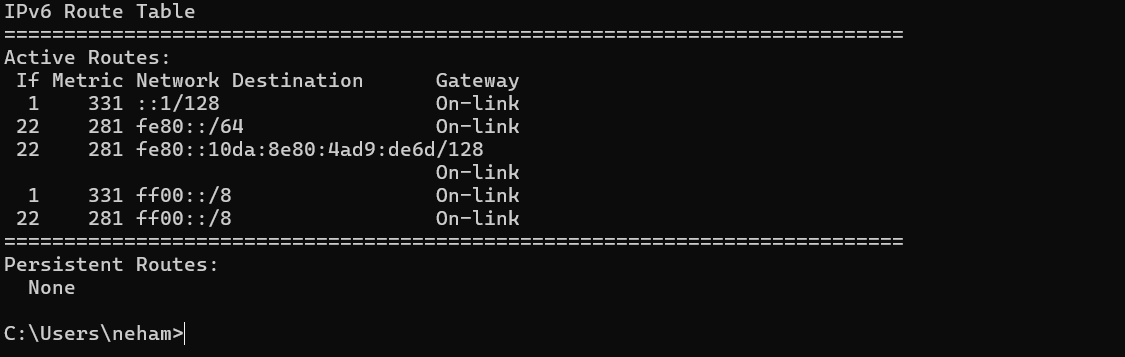 IPv6 Route Table
===========================================================================
Active Routes:
 If Metric Network Destination      Gateway
  1    331 ::1/128                  On-link
 22    281 fe80::/64                On-link
 22    281 fe80::10da:8e80:4ad9:de6d/128
                                    On-link
  1    331 ff00::/8                 On-link
 22    281 ff00::/8                 On-link
===========================================================================
Persistent Routes:
  None
C:\Users\neham>